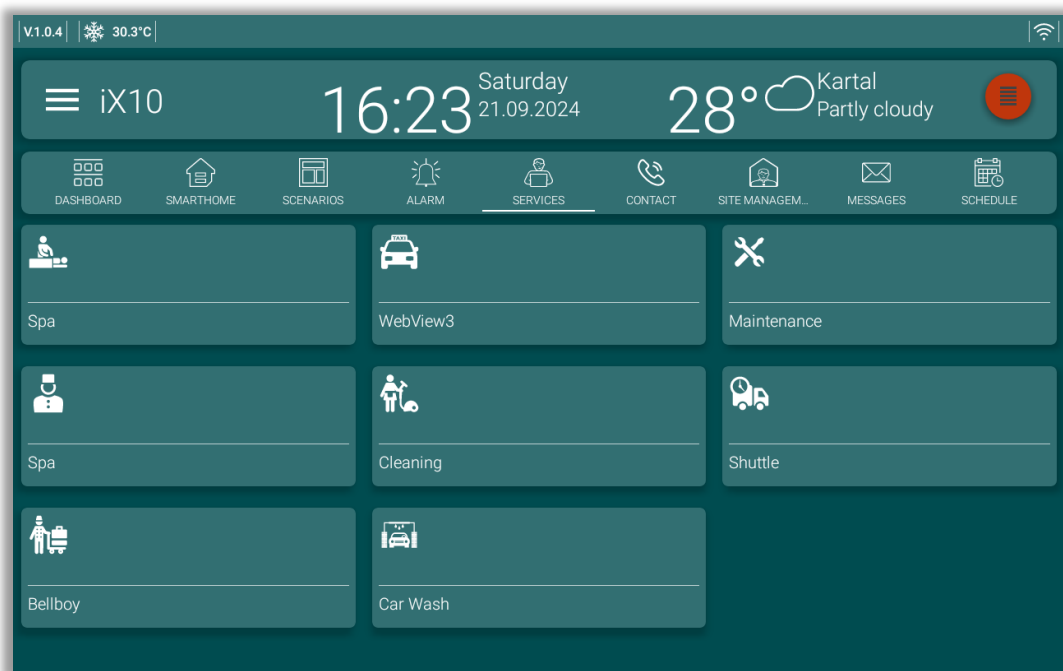 V.1.0.4 30.3°C
iX10 16:23 Saturday 21.09.2024 28° Kartal Partly cloudy
DASHBOARD SMARTHOME SCENARIOS ALARM SERVICES CONTACT SITE MANAGEM... MESSAGES SCHEDULE
TAXI
Spa WebView3 Maintenance
Spa Cleaning Shuttle
Bellboy Car Wash